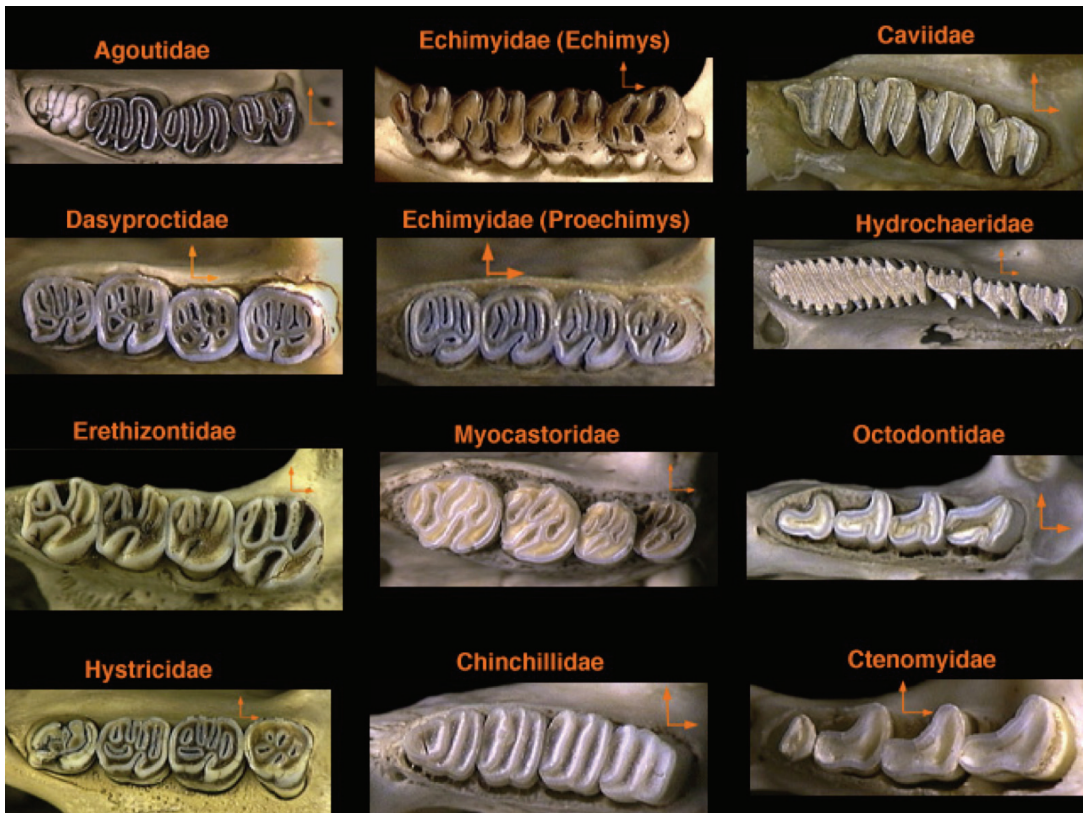 Agoutidae
Echimyidae (Echimys)
Caviidae
Dasyproctidae
Echimyidae (Proechimys)
Hydrochaeridae
Erethizontidae
Myocastoridae
Octodontidae
Hystricidae
Chinchillidae
Ctenomyidae